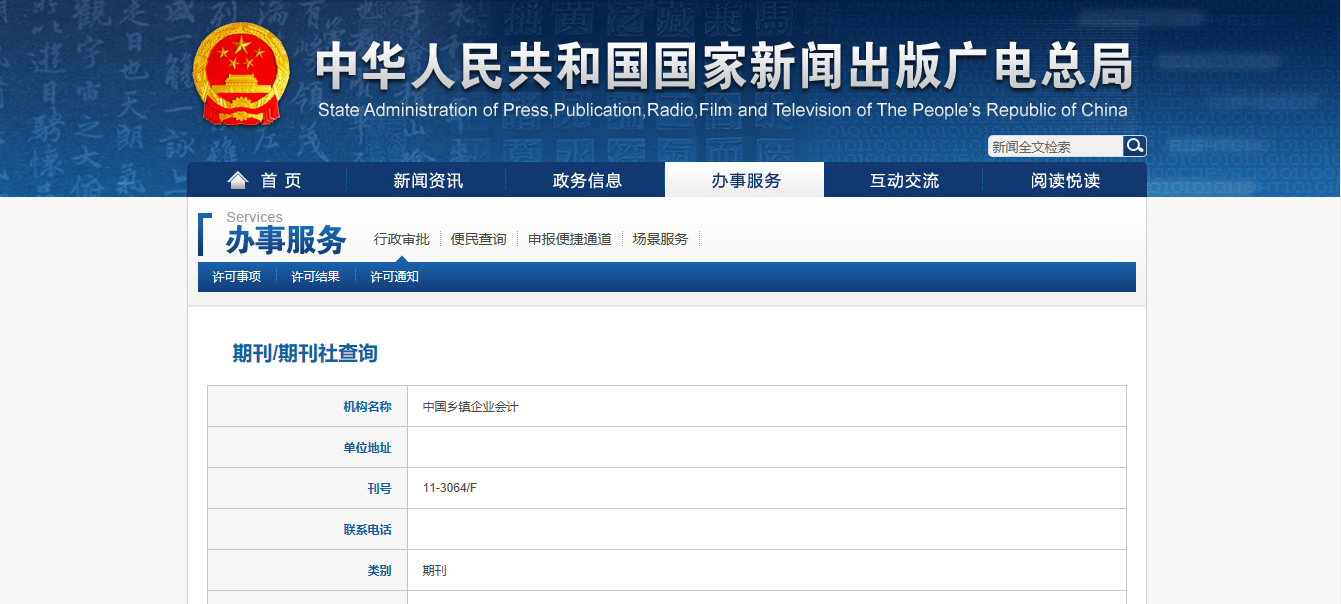 中华人民共和国国家新闻出版广电总局
State Administration of Press,Publication,Radio,Film and Television of The People's Republic of China
新闻全文检索
首 页 新闻资讯 政务信息 办事服务 互动交流 阅读悦读
Services
办事服务 行政审批 便民查询 申报便捷通道 场景服务
许可事项 许可结果 许可通知
期刊/期刊社查询
机构名称 中国乡镇企业会计
单位地址
刊号 11-3064/F
联系电话
类别 期刊